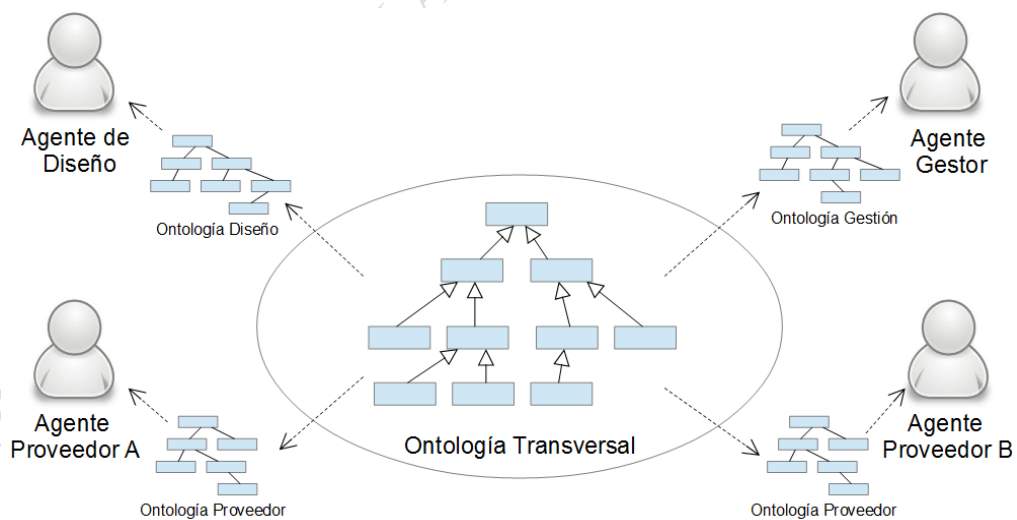 Agente de
Diseño
Ontología Diseño
Agente
Gestor
Ontología Gestión
Ontología Transversal
Agente
Proveedor A
Ontología Proveedor
Agente
Proveedor B
Ontología Proveedor